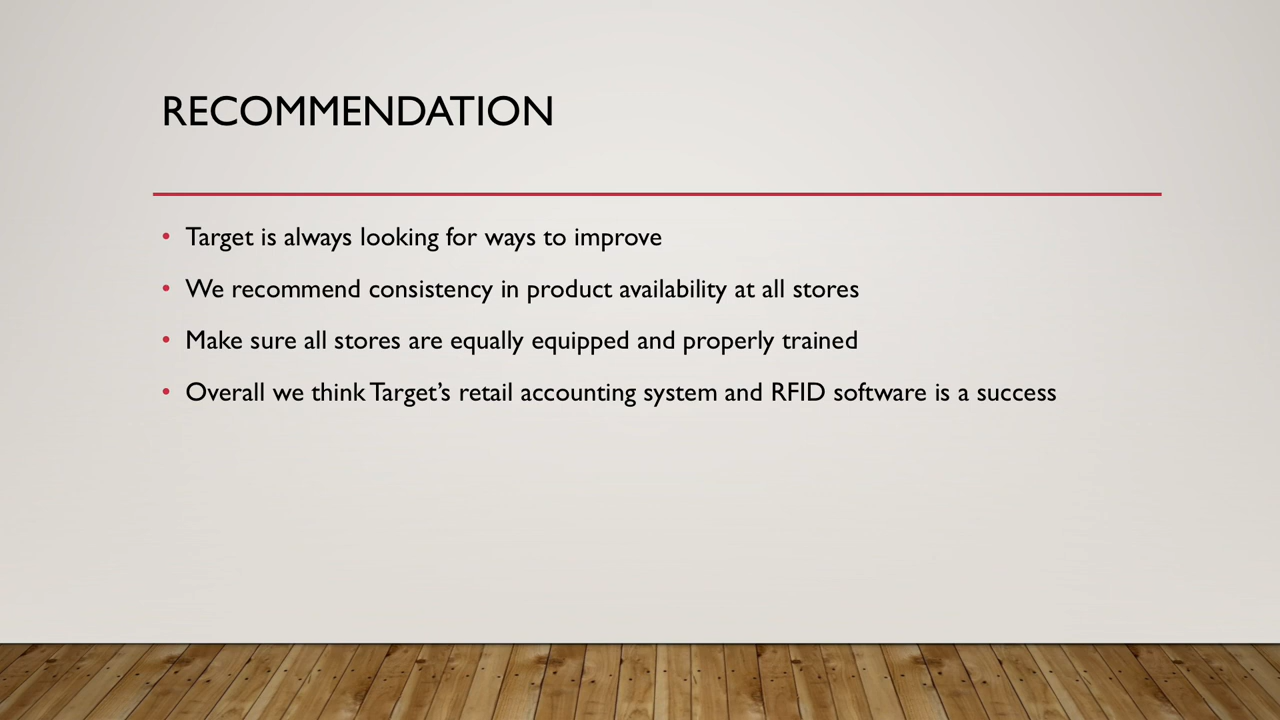 RECOMMENDATION
• Target is always looking for ways to improve
• We recommend consistency in product availability at all stores
• Make sure all stores are equally equipped and properly trained
• Overall we think Target’s retail accounting system and RFID software is a success